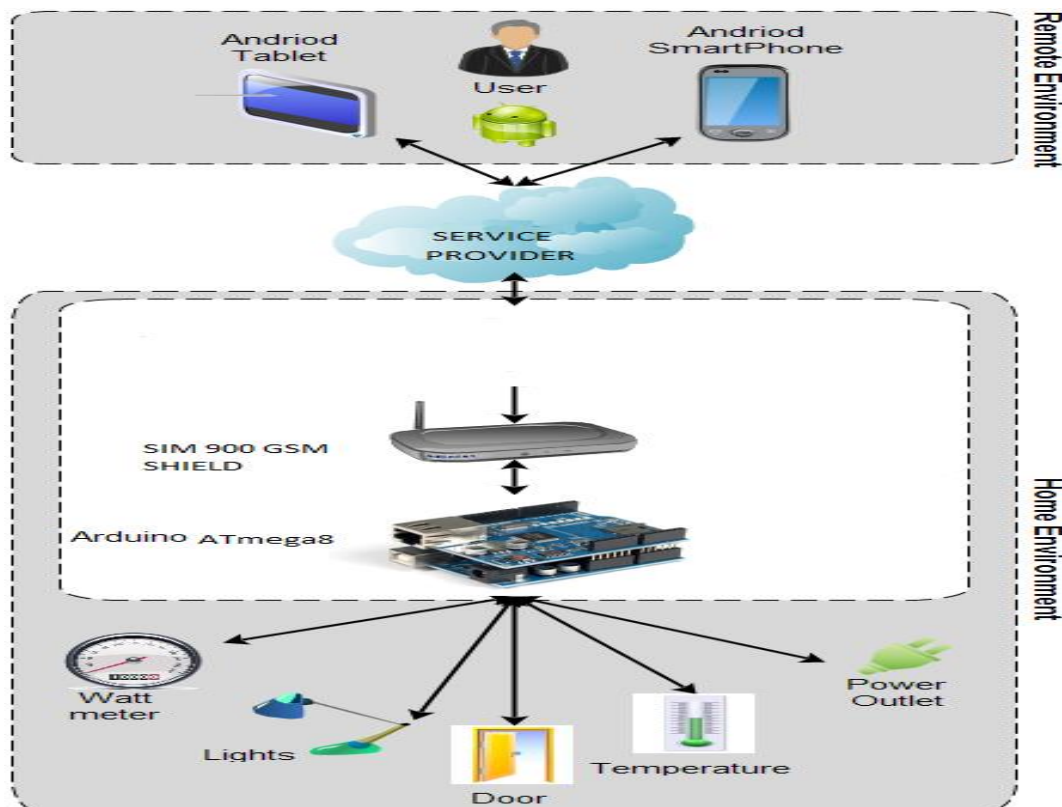 Andriod
Tablet
User
Andriod
SmartPhone
Remote Environment
SERVICE
PROVIDER
SIM 900 GSM
SHIELD
Arduino ATmega8
Home Environment
Watt
meter
Lights
Door
Temperature
Power
Outlet